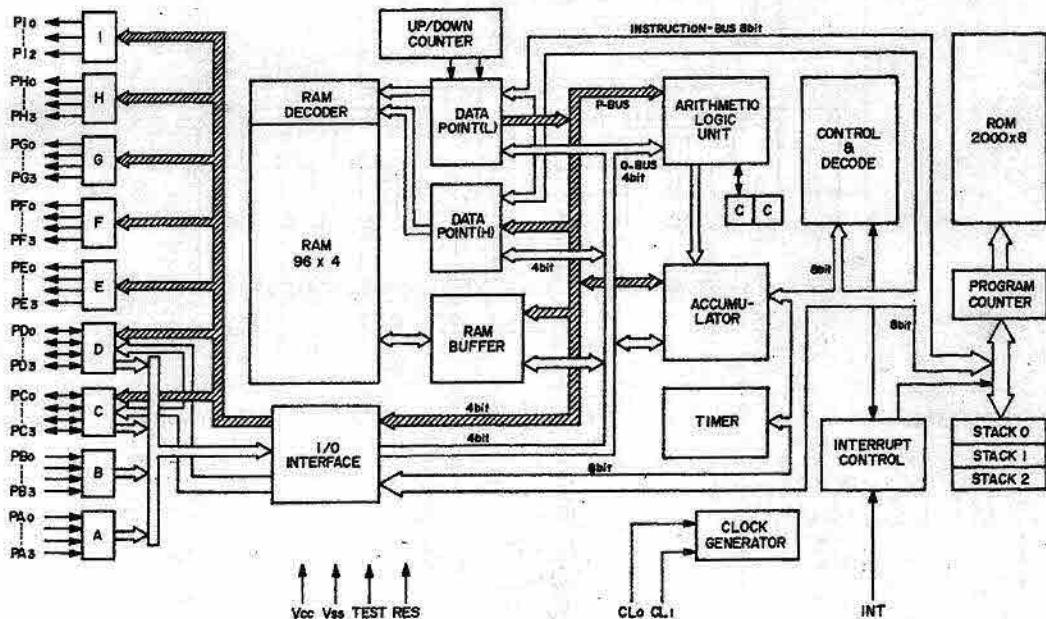 PI0
PI2
I
PH0
PH3
H
PG0
PG3
G
PF0
PF3
F
PE0
PE3
E
PD0
PD3
D
PC0
PC3
C
PB0
PB3
B
PA0
PA3
A
UP/DOWN
COUNTER
RAM
DECODER
RAM
96 x 4
DATA
POINT(L)
DATA
POINT(H)
4bit
RAM
BUFFER
4bit
4bit
8bit
I/O
INTERFACE
INSTRUCTION-BUS 8bit
P-BUS
O-BUS
4bit
ARITHMETIC
LOGIC
UNIT
C C
ACCUMU-
LATOR
TIMER
CONTROL
&
DECODE
8bit
8bit
INTERRUPT
CONTROL
ROM
2000x8
PROGRAM
COUNTER
STACK 0
STACK 1
STACK 2
CLOCK
GENERATOR
Vcc Vss TEST RES
CL0 CL1
INT